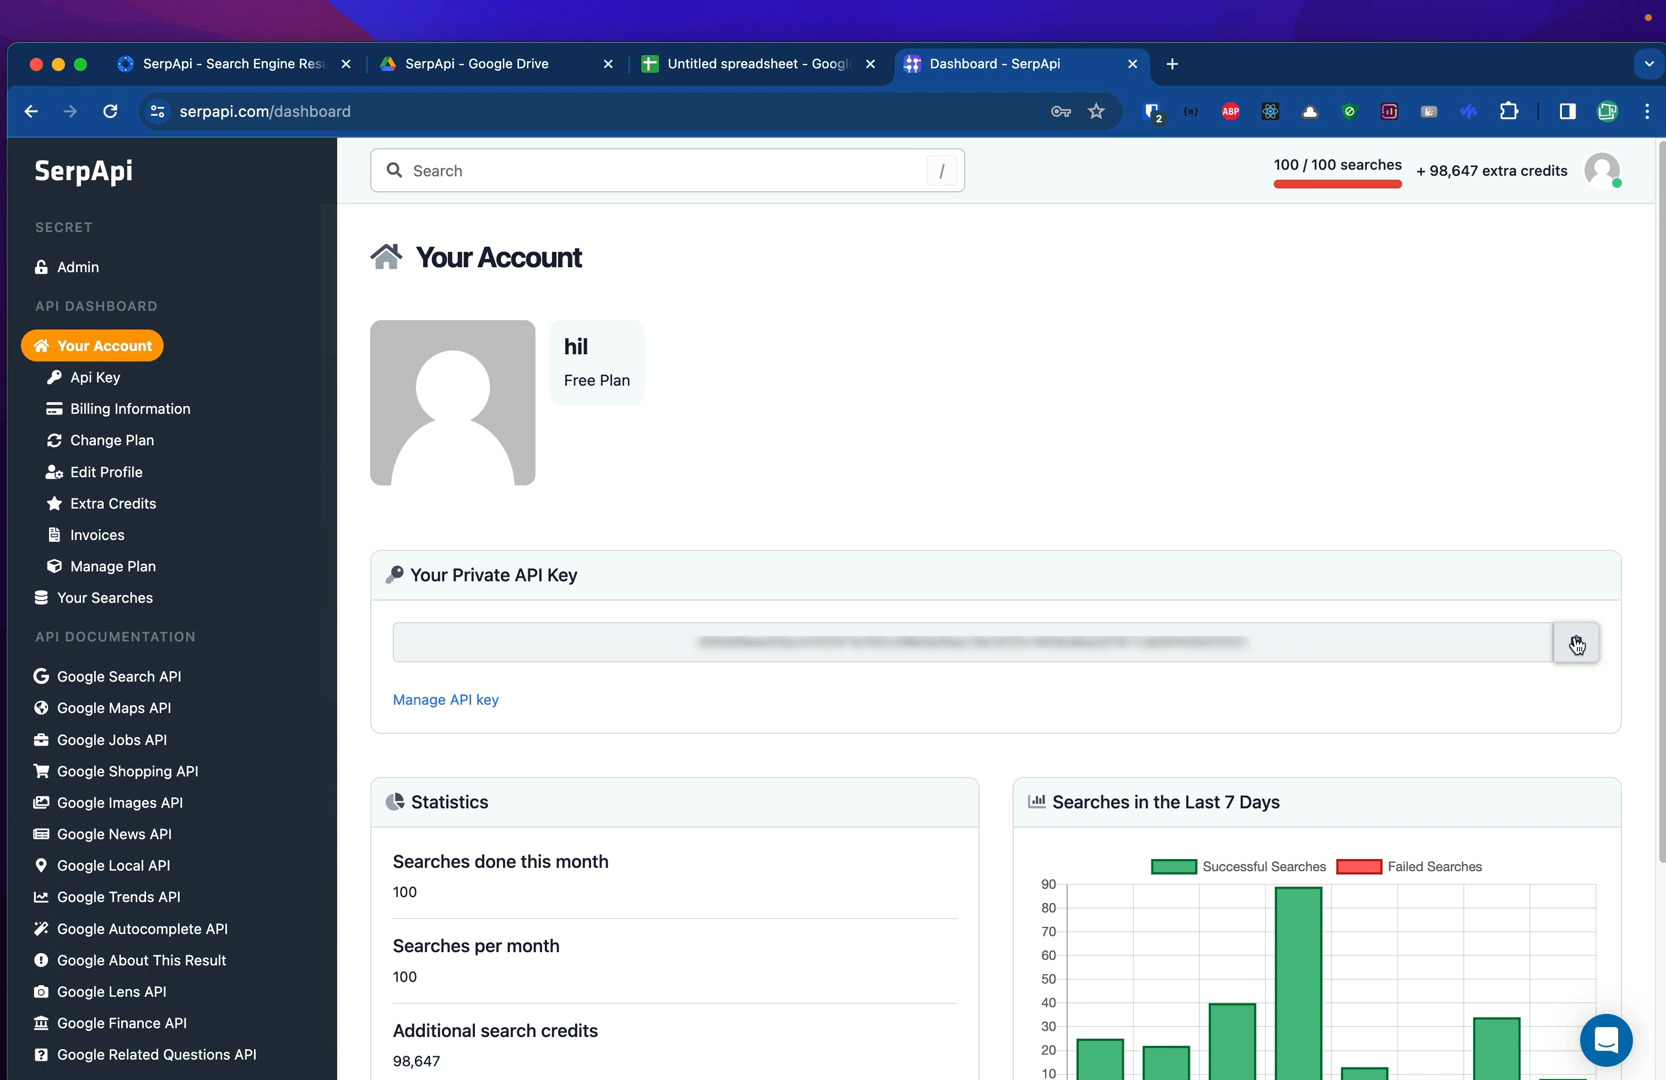 SerpApi - Search Engine Res
SerpApi - Google Drive
Untitled spreadsheet - Googl
Dashboard - SerpApi
serpapi.com/dashboard
ABP
2
SerpApi
Search
/
100 / 100 searches
+ 98,647 extra credits
SECRET
Admin
API DASHBOARD
Your Account
Api Key
Billing Information
Change Plan
Edit Profile
Extra Credits
Invoices
Manage Plan
Your Searches
API DOCUMENTATION
Google Search API
Google Maps API
Google Jobs API
Google Shopping API
Google Images API
Google News API
Google Local API
Google Trends API
Google Autocomplete API
Google About This Result
Google Lens API
Google Finance API
Google Related Questions API
Your Account
hil
Free Plan
Your Private API Key
Manage API key
Statistics
Searches done this month
100
Searches per month
100
Additional search credits
98,647
Searches in the Last 7 Days
Successful Searches
Failed Searches
90
80
70
60
50
40
30
20
10